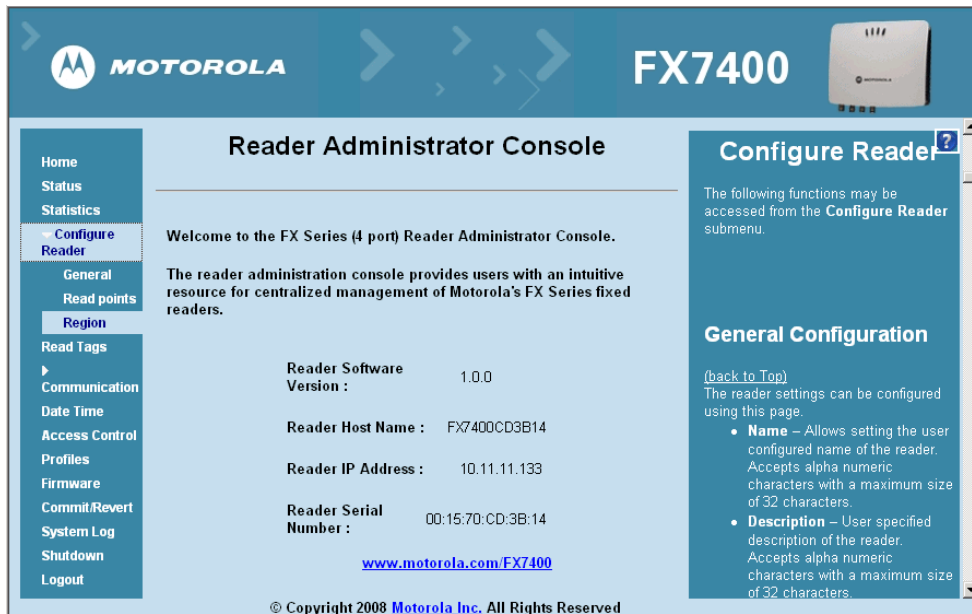 MOTOROLA
FX7400
MOTOROLA
Home
Status
Statistics
Configure
Reader
General
Read points
Region
Read Tags
Communication
Date Time
Access Control
Profiles
Firmware
Commit/Revert
System Log
Shutdown
Logout
Reader Administrator Console
Welcome to the FX Series (4 port) Reader Administrator Console.
The reader administration console provides users with an intuitive
resource for centralized management of Motorola's FX Series fixed
readers.
Reader Software
Version : 1.0.0
Reader Host Name : FX7400CD3B14
Reader IP Address : 10.11.11.133
Reader Serial
Number : 00:15:70:CD:3B:14
www.motorola.com/FX7400
© Copyright 2008 Motorola Inc. All Rights Reserved
?
Configure Reader
The following functions may be
accessed from the Configure Reader
submenu.
General Configuration
(back to Top)
The reader settings can be configured
using this page.
• Name – Allows setting the user
configured name of the reader.
Accepts alpha numeric
characters with a maximum size
of 32 characters.
• Description – User specified
description of the reader.
Accepts alpha numeric
characters with a maximum size
of 32 characters.